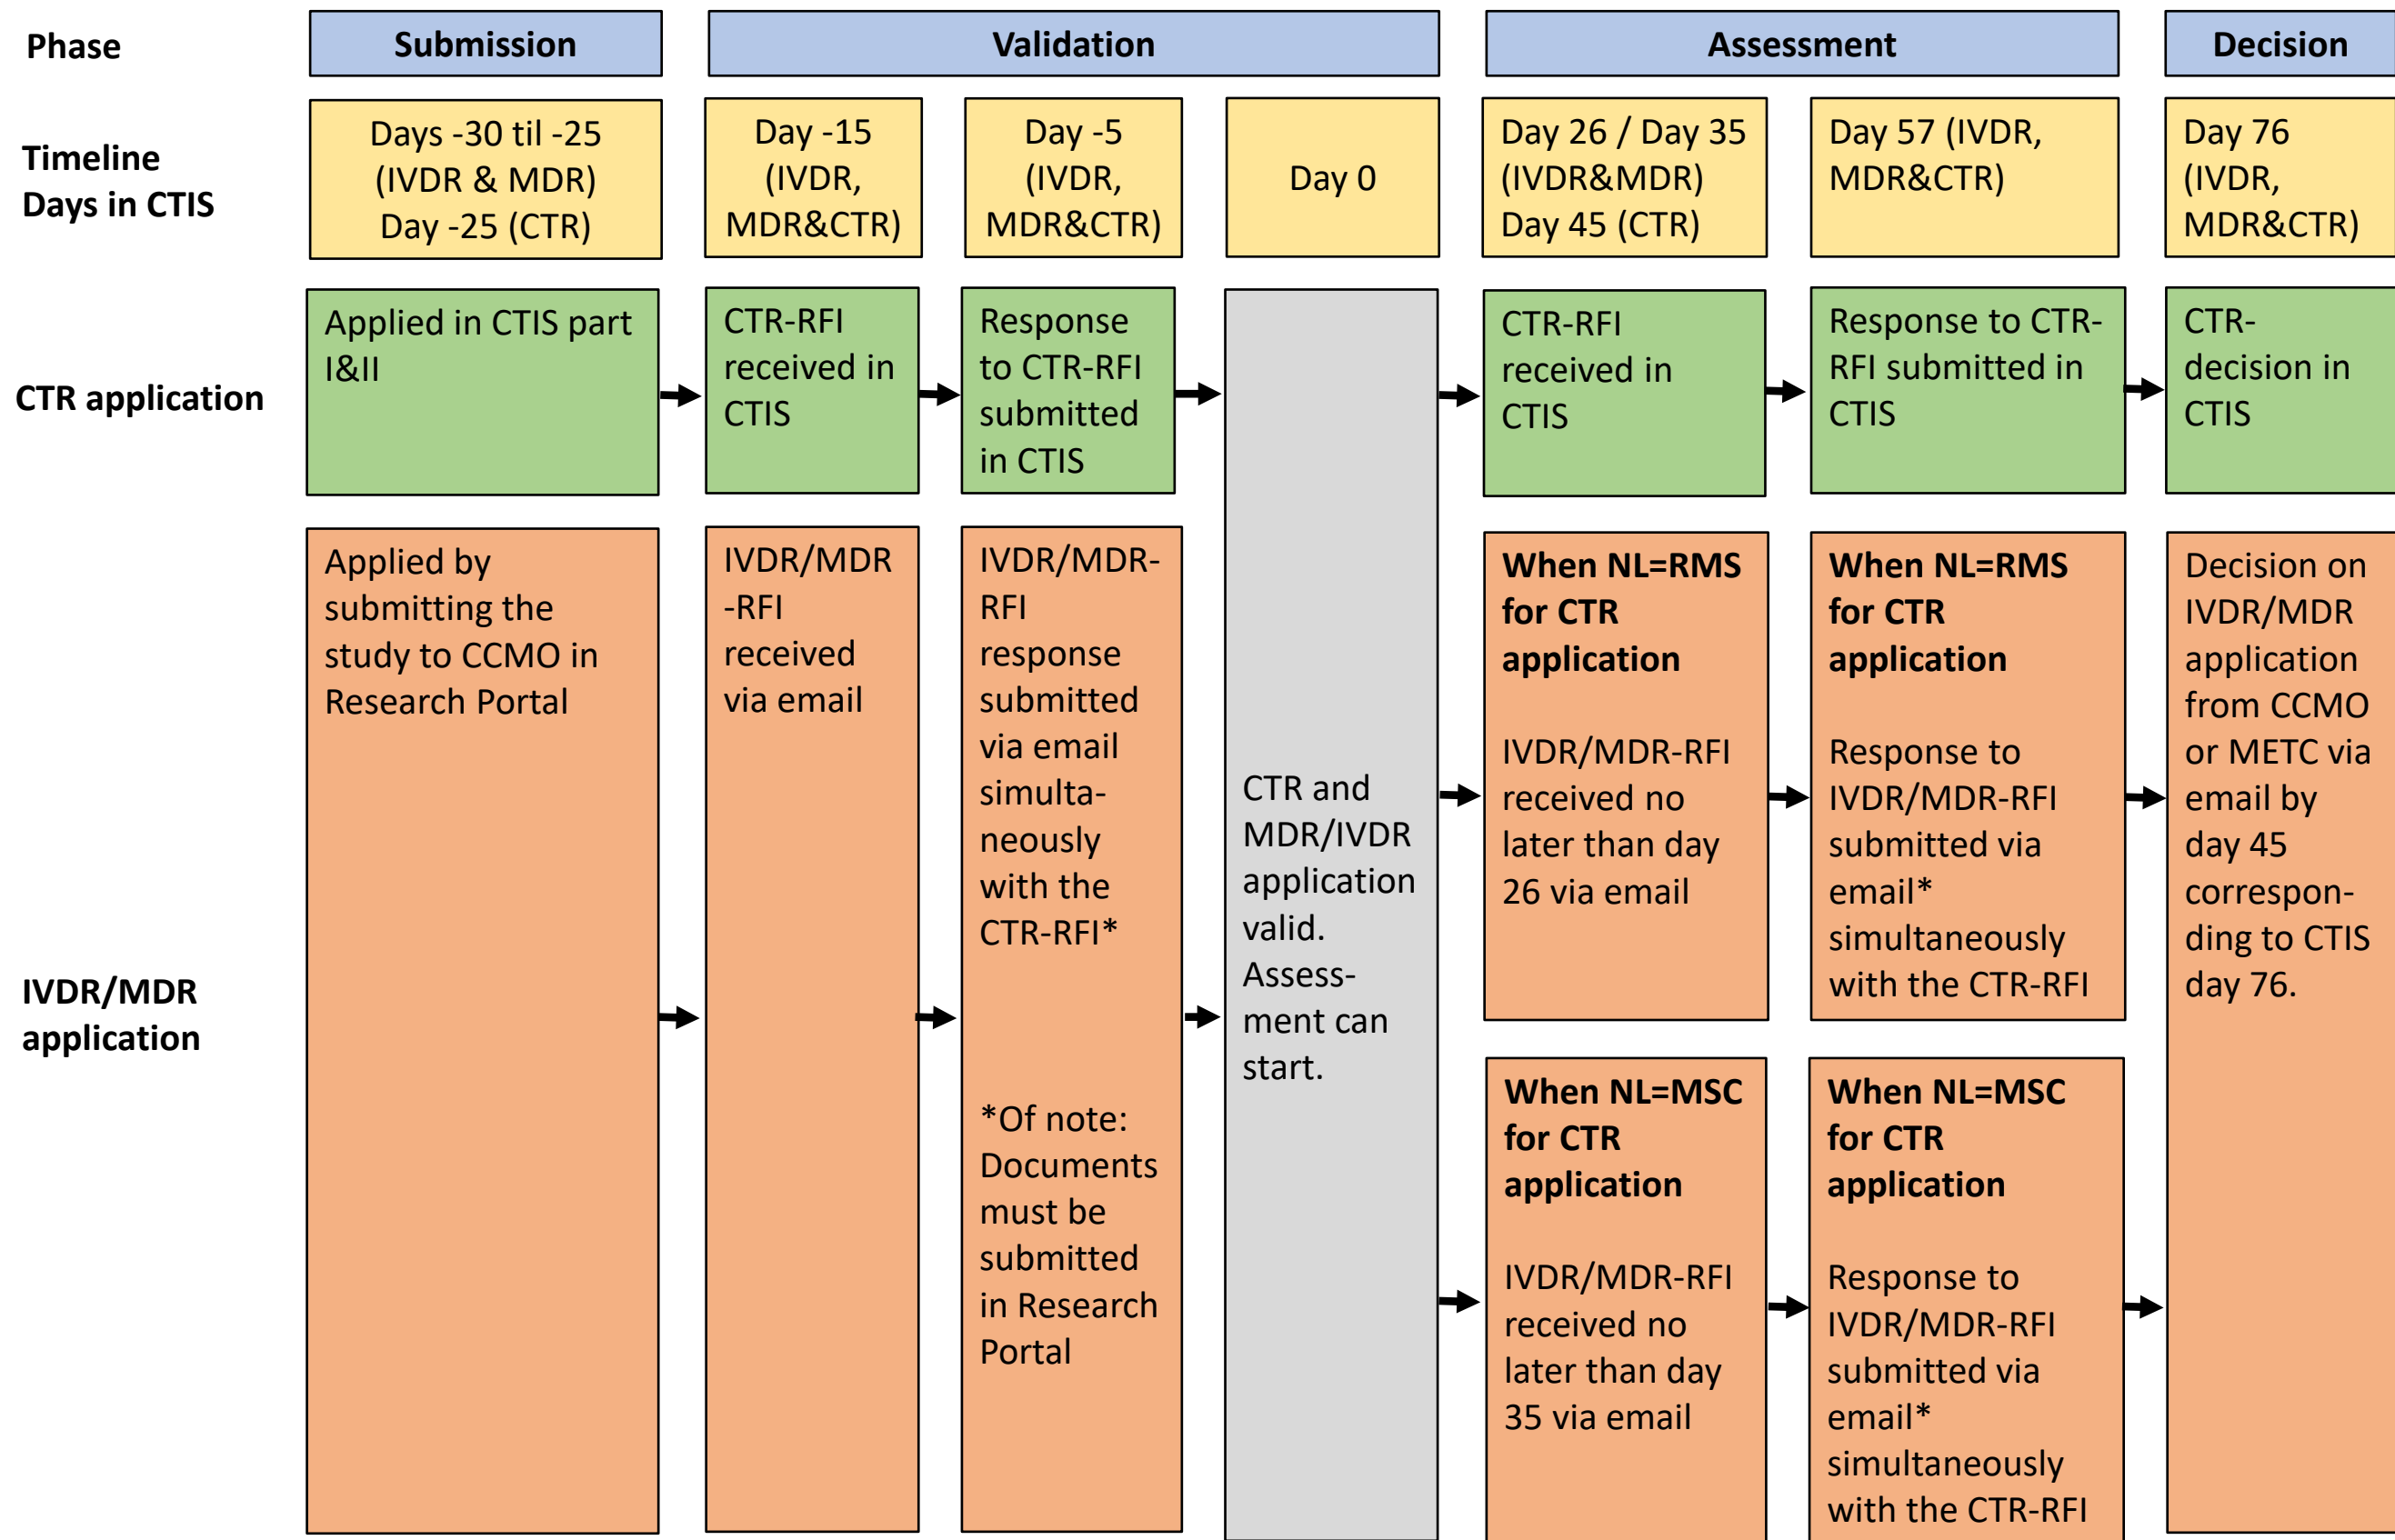 Phase
Submission
Validation
Assessment
Decision
Timeline
Days in CTIS
Days -30 til -25
(IVDR & MDR)
Day -25 (CTR)
Day -15
(IVDR,
MDR&CTR)
Day -5
(IVDR,
MDR&CTR)
Day 0
Day 26 / Day 35
(IVDR&MDR)
Day 45 (CTR)
Day 57 (IVDR,
MDR&CTR)
Day 76
(IVDR,
MDR&CTR)
CTR application
Applied in CTIS part
I&II
CTR-RFI
received in
CTIS
Response
to CTR-RFI
submitted
in CTIS
CTR-RFI
received in
CTIS
Response to CTR-
RFI submitted in
CTIS
CTR-
decision in
CTIS
IVDR/MDR
application
Applied by
submitting the
study to CCMO in
Research Portal
IVDR/MDR
-RFI
received
via email
IVDR/MDR-
RFI
response
submitted
via email
simulta-
neously
with the
CTR-RFI*
*Of note:
Documents
must be
submitted
in Research
Portal
CTR and
MDR/IVDR
application
valid.
Assess-
ment can
start.
When NL=RMS
for CTR
application
IVDR/MDR-RFI
received no
later than day
26 via email
When NL=RMS
for CTR
application
Response to
IVDR/MDR-RFI
submitted via
email*
simultaneously
with the CTR-RFI
When NL=MSC
for CTR
application
IVDR/MDR-RFI
received no
later than day
35 via email
When NL=MSC
for CTR
application
Response to
IVDR/MDR-RFI
submitted via
email*
simultaneously
with the CTR-RFI
Decision on
IVDR/MDR
application
from CCMO
or METC via
email by
day 45
correspon-
ding to CTIS
day 76.